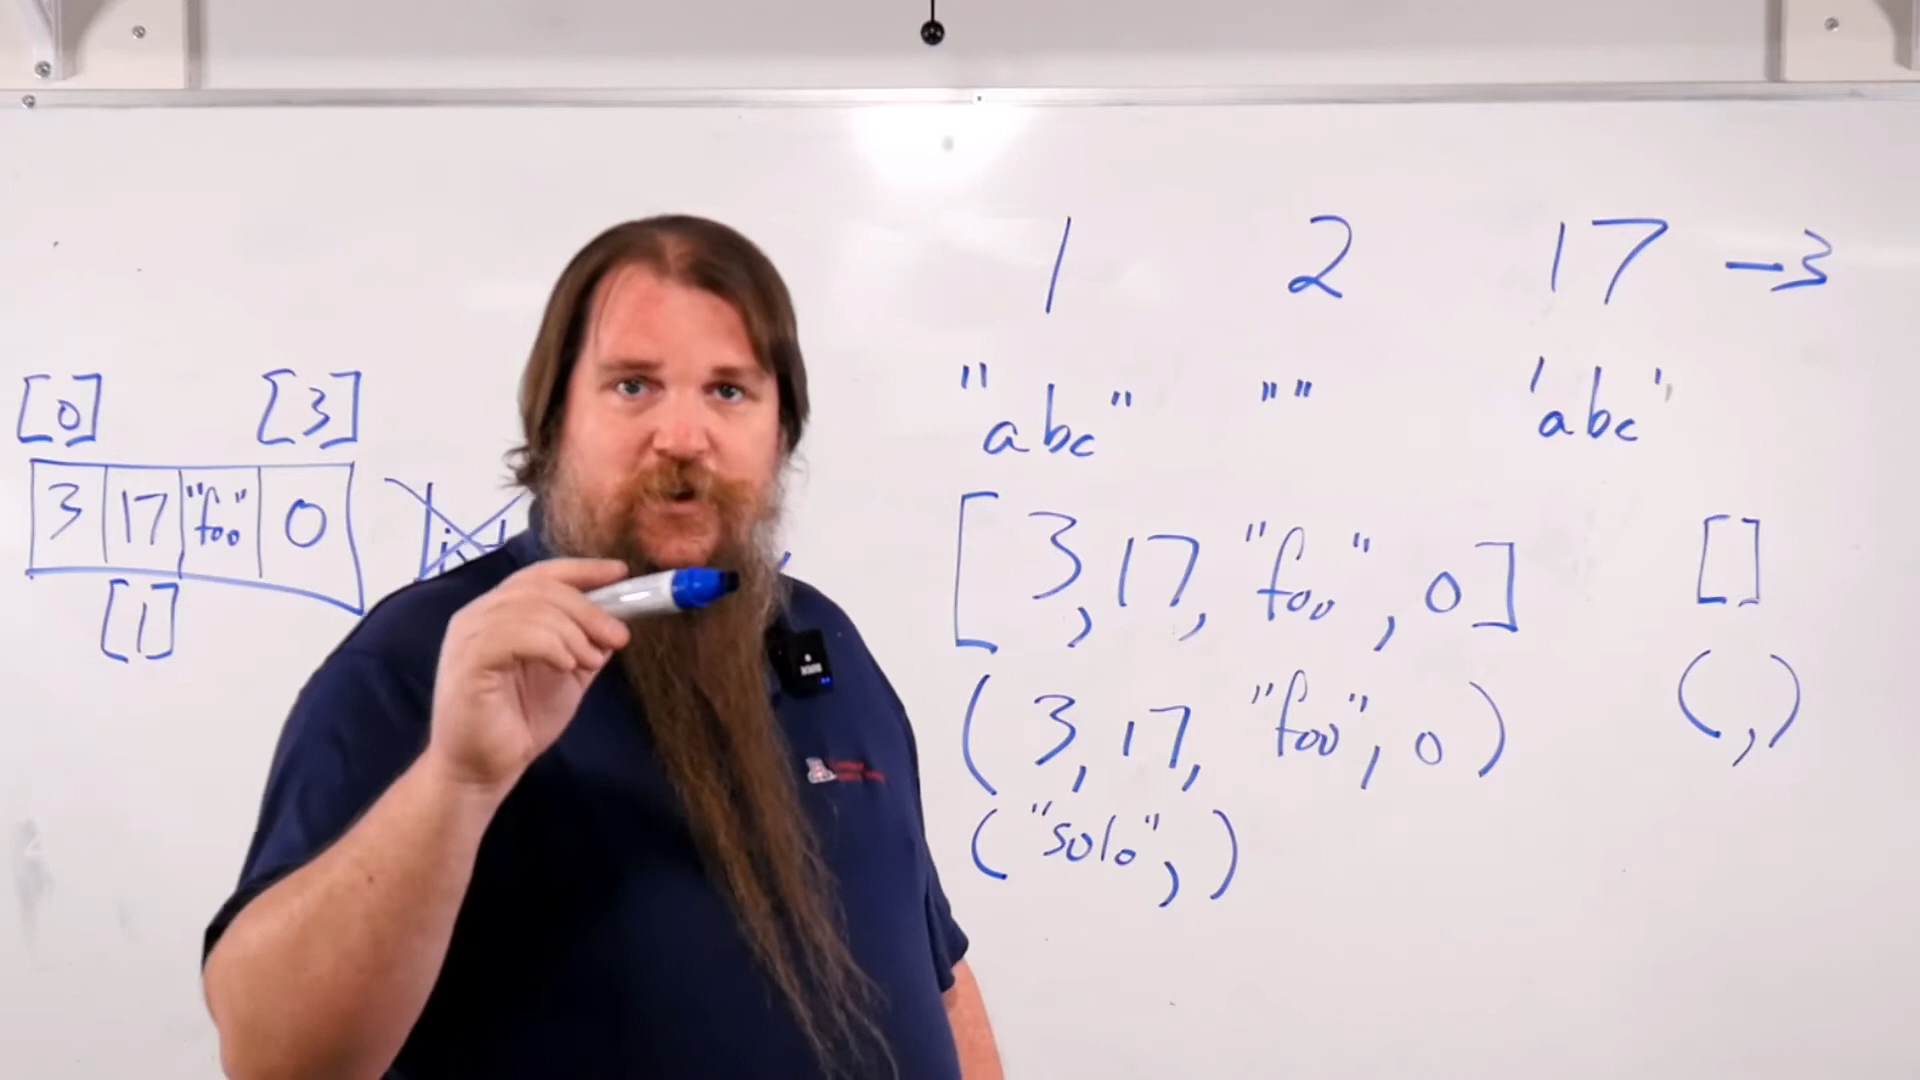 1 2 17 -3
"abc" "" 'abc'
[0] [3]
3 17 "foo" 0
[1]
[3, 17, "foo", 0] []
(3, 17, "foo", 0) (,)
("solo",)